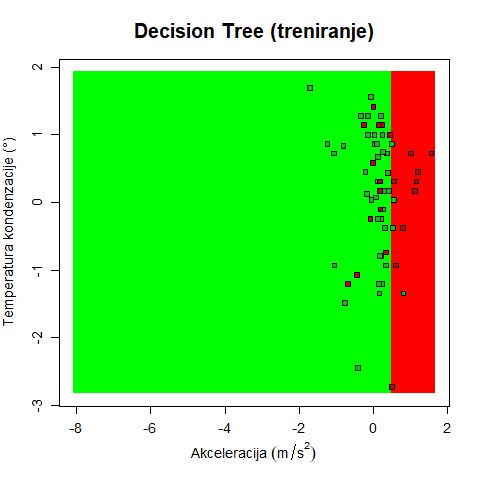 Decision Tree (treniranje)
Temperatura kondenzacije (°)
2
1
0
-1
-2
-3
-8 -6 -4 -2 0 2
Akceleracija (m/s²)